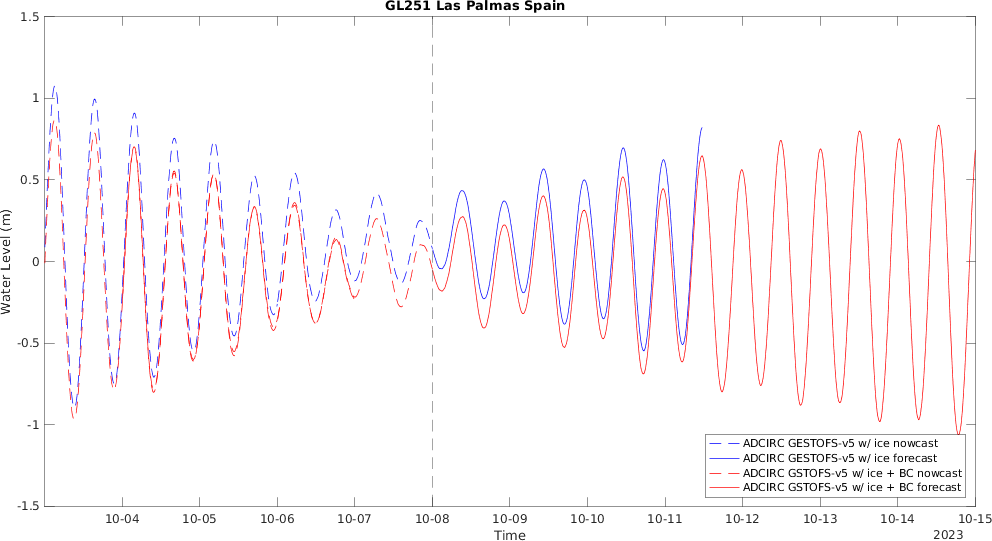 GL251 Las Palmas Spain
1.5
1
0.5
0
-0.5
-1
-1.5
Water Level (m)
ADCIRC GESTOFS-v5 w/ ice nowcast
ADCIRC GESTOFS-v5 w/ ice forecast
ADCIRC GSTOFS-v5 w/ ice + BC nowcast
ADCIRC GSTOFS-v5 w/ ice + BC forecast
10-04 10-05 10-06 10-07 10-08 10-09 10-10 10-11 10-12 10-13 10-14 10-15
Time
2023